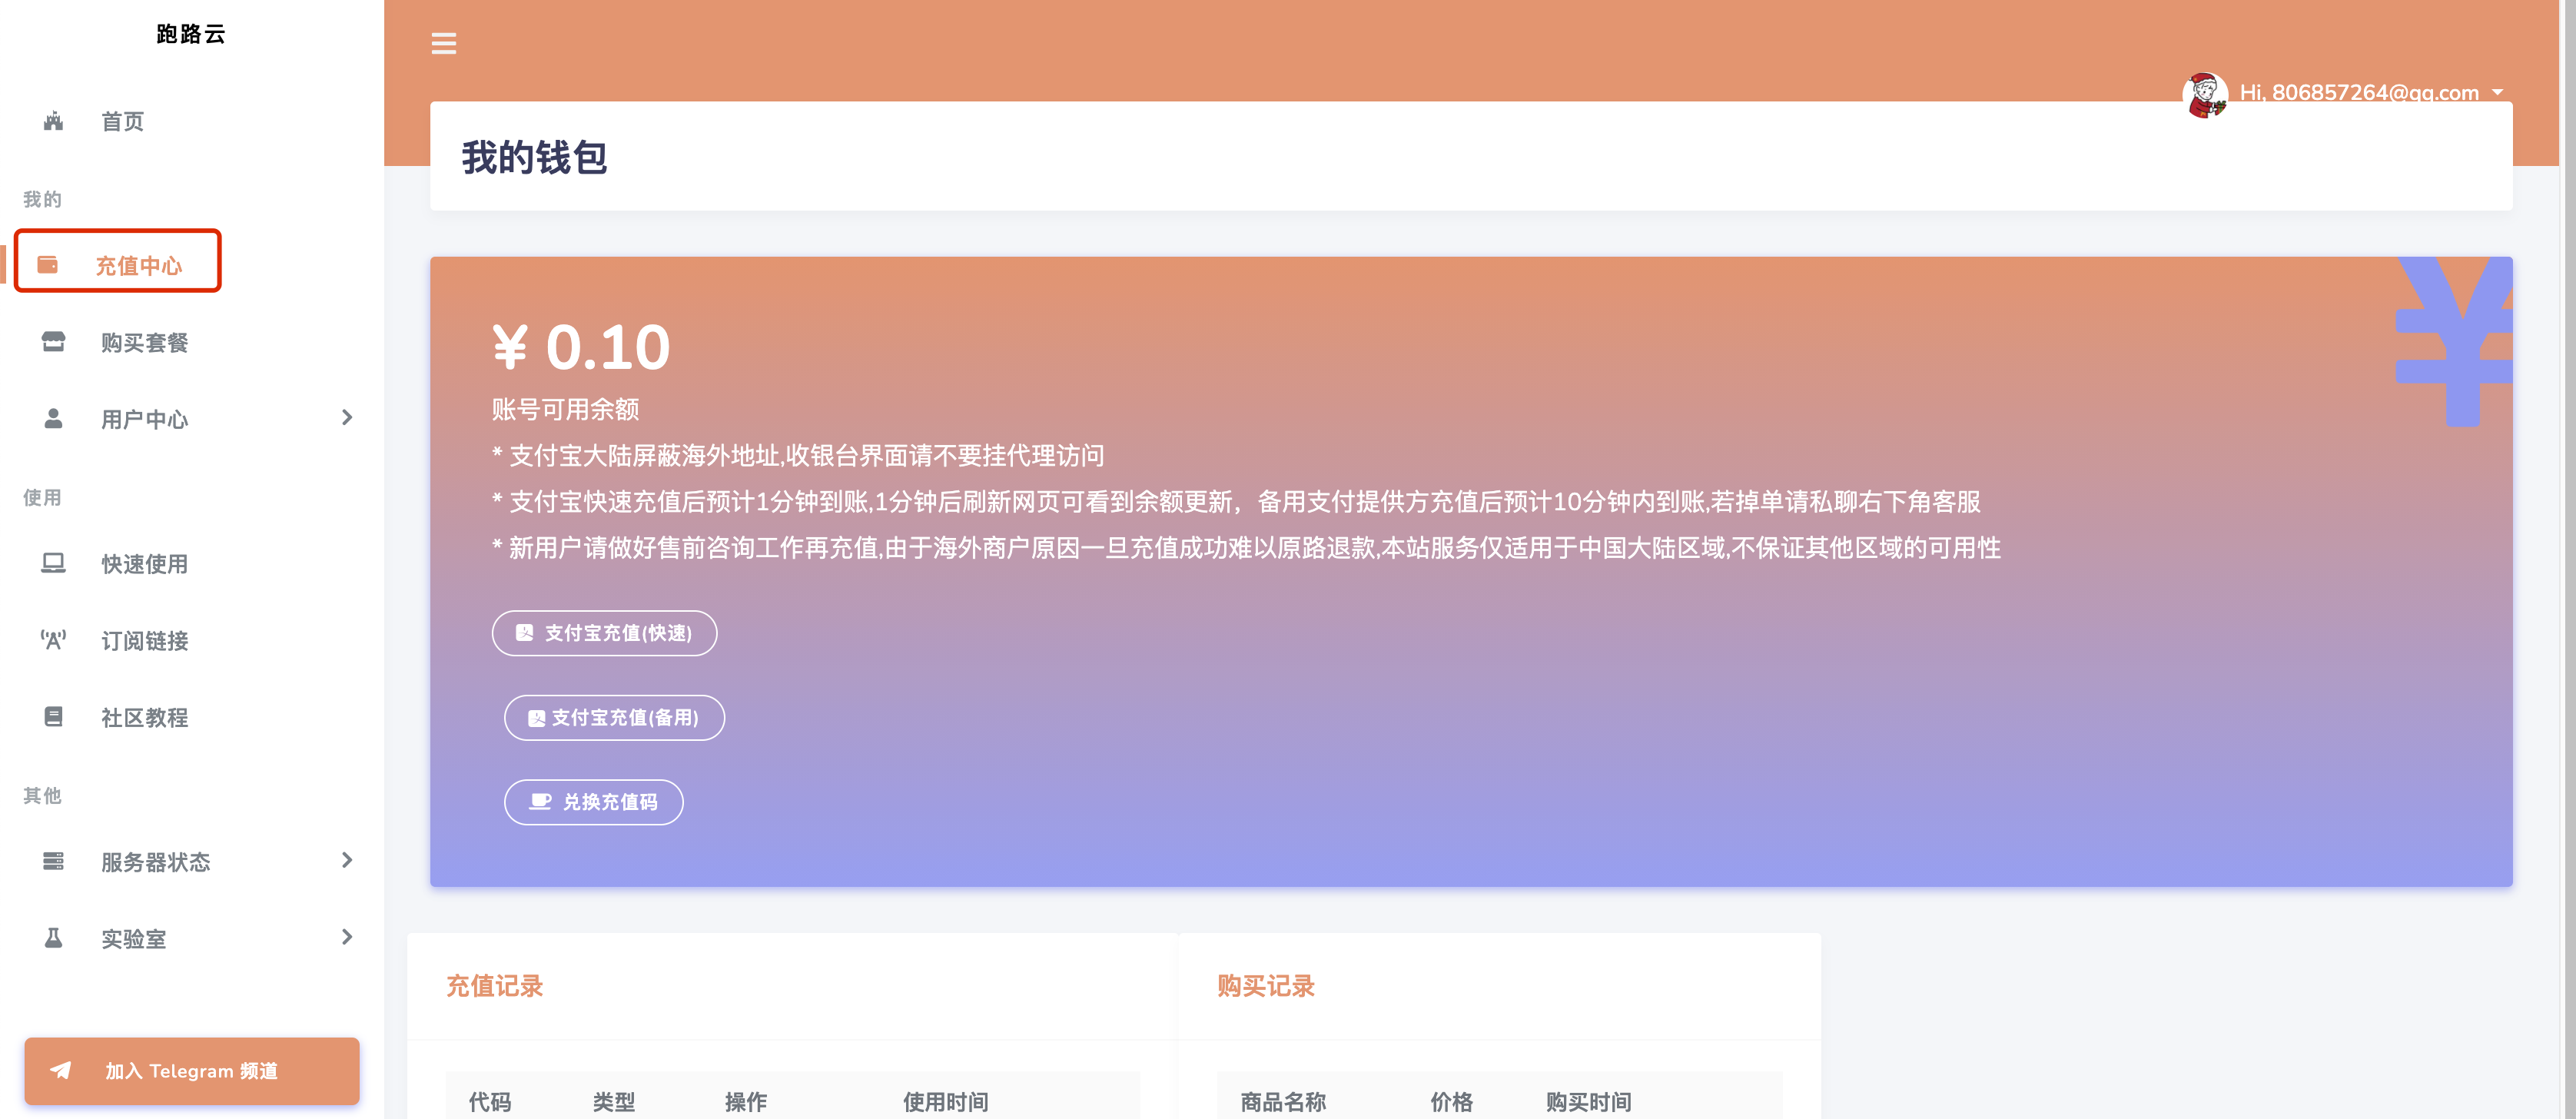 跑路云
首页
我的
充值中心
购买套餐
用户中心
使用
快速使用
订阅链接
社区教程
其他
服务器状态
实验室
加入 Telegram 频道
Hi, 806857264@qq.com
我的钱包
¥ 0.10
账号可用余额
* 支付宝大陆屏蔽海外地址,收银台界面请不要挂代理访问
* 支付宝快速充值后预计1分钟到账,1分钟后刷新网页可看到余额更新，备用支付提供方充值后预计10分钟内到账,若掉单请私聊右下角客服
* 新用户请做好售前咨询工作再充值,由于海外商户原因一旦充值成功难以原路退款,本站服务仅适用于中国大陆区域,不保证其他区域的可用性
支付宝充值(快速)
支付宝充值(备用)
兑换充值码
充值记录
代码 类型 操作 使用时间
购买记录
商品名称 价格 购买时间